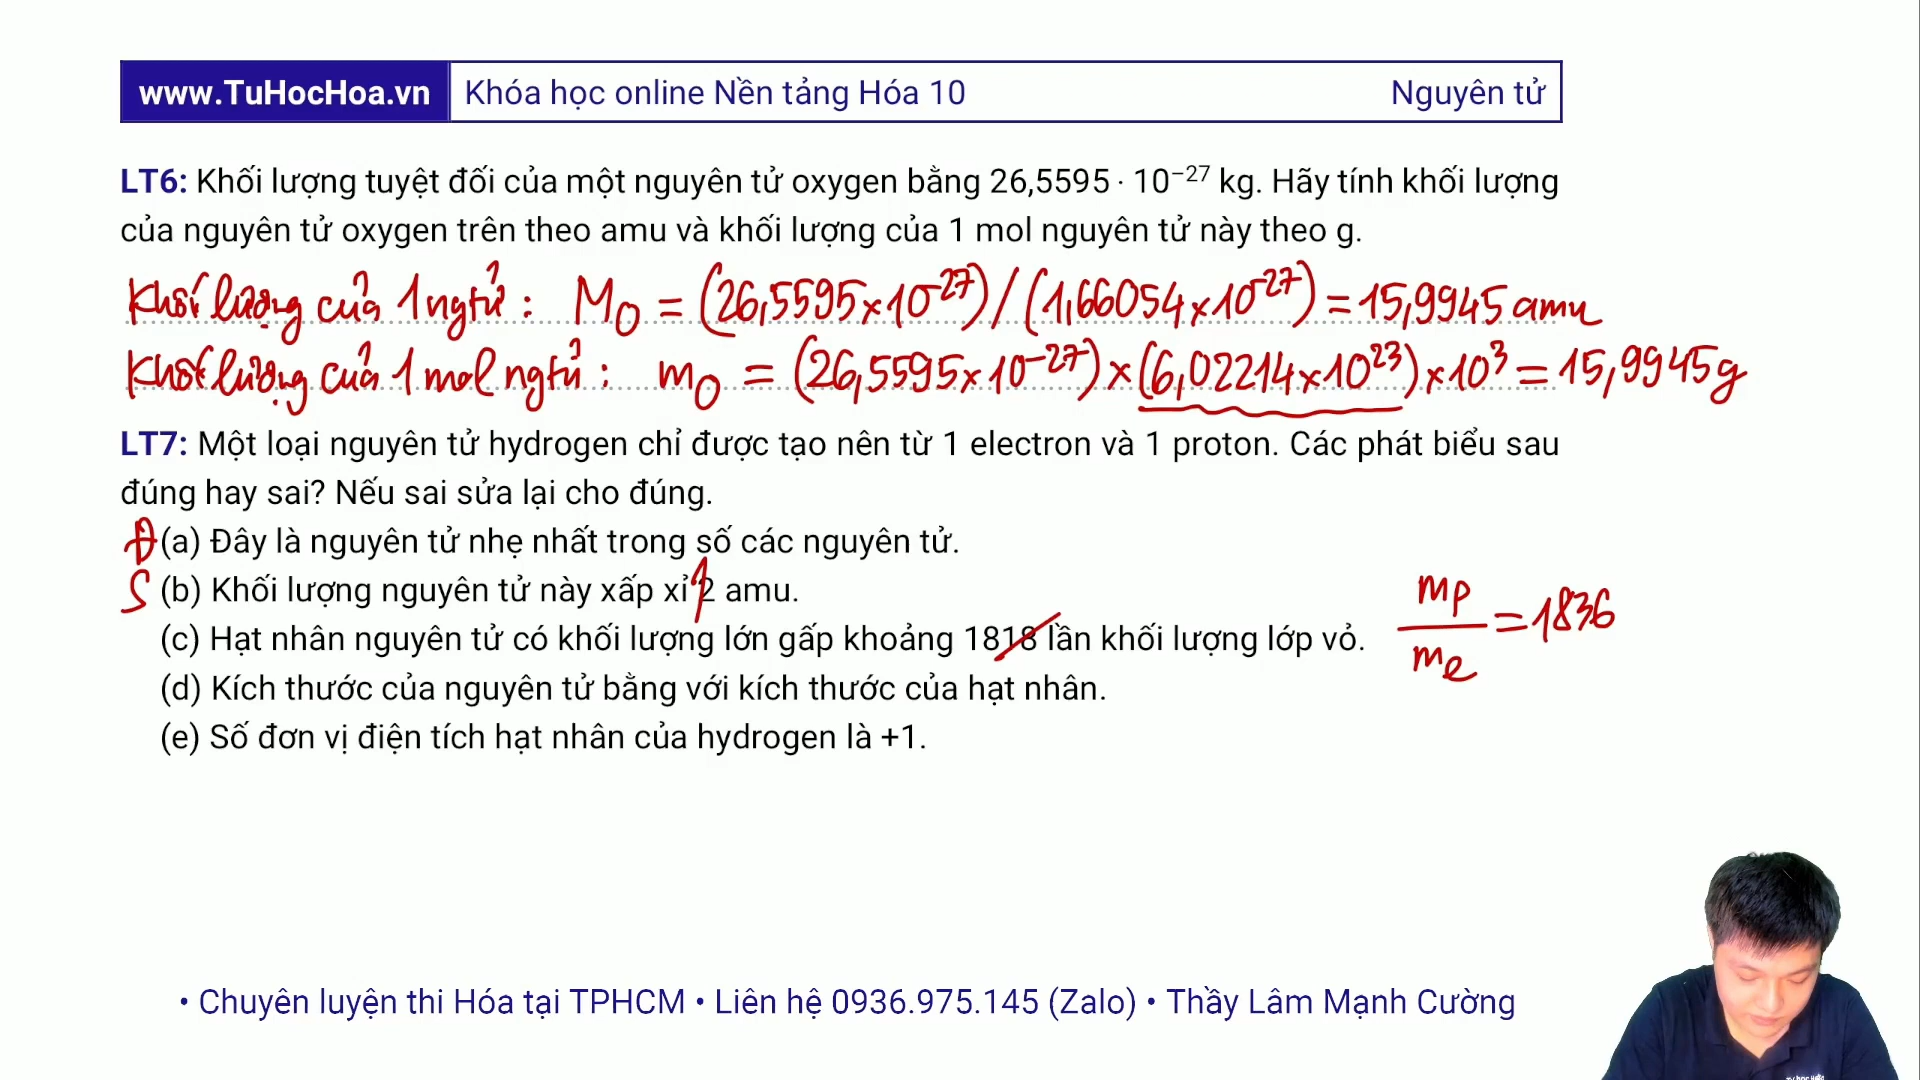 www.TuHocHoa.vn Khóa học online Nền tảng Hóa 10 Nguyên tử
LT6: Khối lượng tuyệt đối của một nguyên tử oxygen bằng 26,5595 · 10⁻²⁷ kg. Hãy tính khối lượng
của nguyên tử oxygen trên theo amu và khối lượng của 1 mol nguyên tử này theo g.
Khối lượng của 1 ngtử : M_O = (26,5595×10⁻²⁷)/(1,66054×10⁻²⁷) = 15,9945 amu
Khối lượng của 1 mol ngtử : m_O = (26,5595×10⁻²⁷)×(6,02214×10²³)×10³ = 15,9945g
LT7: Một loại nguyên tử hydrogen chỉ được tạo nên từ 1 electron và 1 proton. Các phát biểu sau
đúng hay sai? Nếu sai sửa lại cho đúng.
Đ (a) Đây là nguyên tử nhẹ nhất trong số các nguyên tử.
S (b) Khối lượng nguyên tử này xấp xỉ 1 2 amu.
(c) Hạt nhân nguyên tử có khối lượng lớn gấp khoảng 1818 lần khối lượng lớp vỏ. mp/me = 1836
(d) Kích thước của nguyên tử bằng với kích thước của hạt nhân.
(e) Số đơn vị điện tích hạt nhân của hydrogen là +1.
• Chuyên luyện thi Hóa tại TPHCM • Liên hệ 0936.975.145 (Zalo) • Thầy Lâm Mạnh Cường